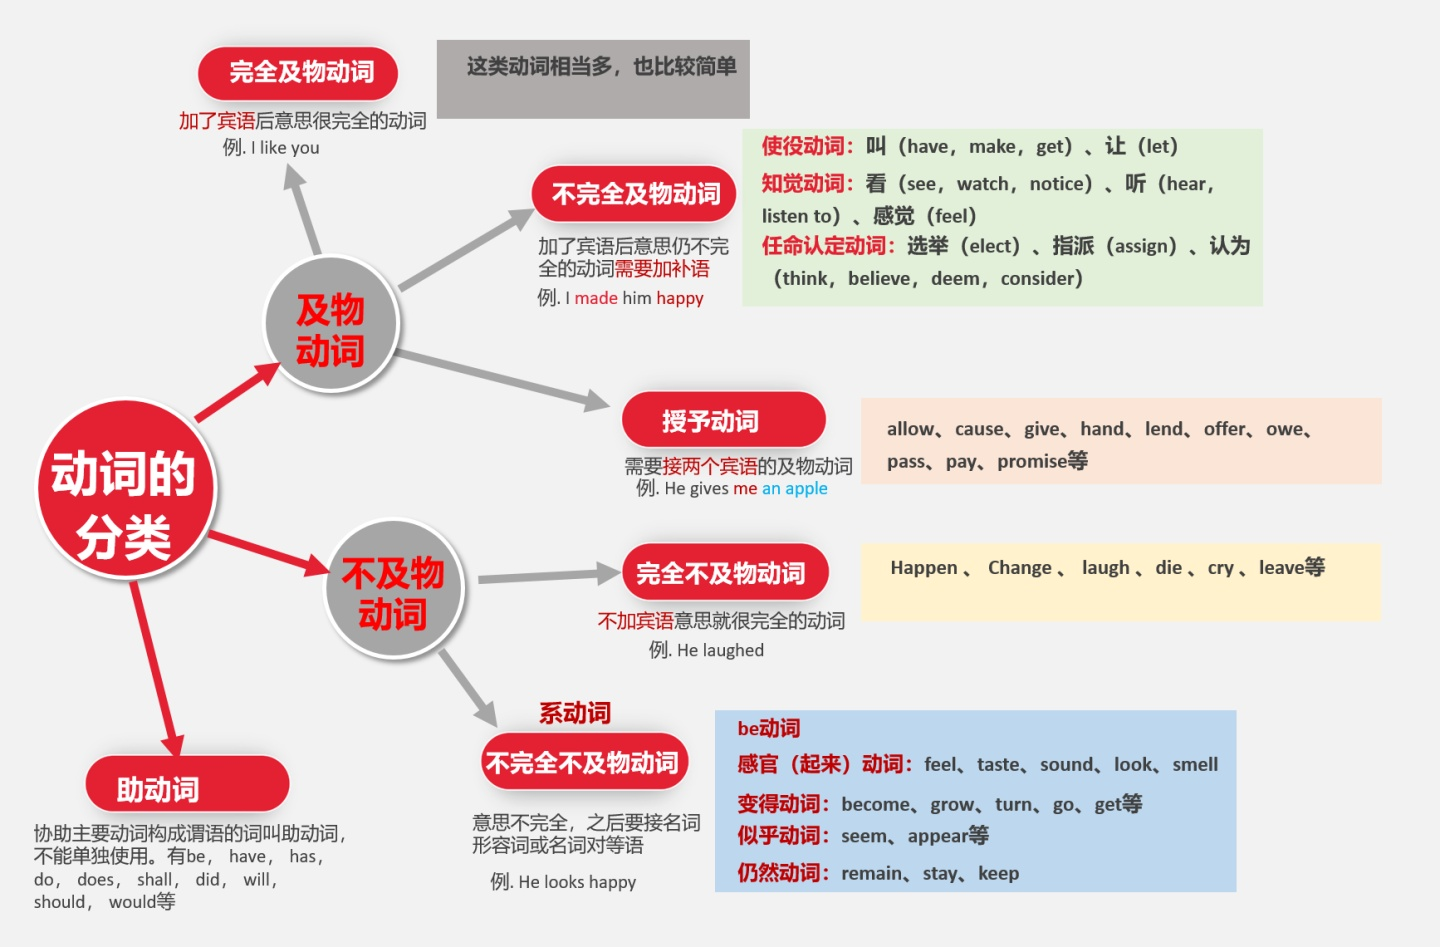 完全及物动词
加了宾语后意思很完全的动词
例. I like you
这类动词相当多，也比较简单
不完全及物动词
加了宾语后意思仍不完
全的动词需要加补语
例. I made him happy
使役动词：叫（have，make，get）、让（let）
知觉动词：看（see，watch，notice）、听（hear，
listen to）、感觉（feel）
任命认定动词：选举（elect）、指派（assign）、认为
（think，believe，deem，consider）
及物
动词
授予动词
需要接两个宾语的及物动词
例. He gives me an apple
allow、cause、give、hand、lend、offer、owe、
pass、pay、promise等
动词的
分类
不及物
动词
完全不及物动词
不加宾语意思就很完全的动词
例. He laughed
Happen 、 Change 、 laugh 、die 、cry 、leave等
系动词
不完全不及物动词
意思不完全，之后要接名词
形容词或名词对等语
例. He looks happy
be动词
感官（起来）动词：feel、taste、sound、look、smell
变得动词：become、grow、turn、go、get等
似乎动词：seem、appear等
仍然动词：remain、stay、keep
助动词
协助主要动词构成谓语的词叫助动词，
不能单独使用。有be， have， has，
do， does， shall， did， will，
should， would等